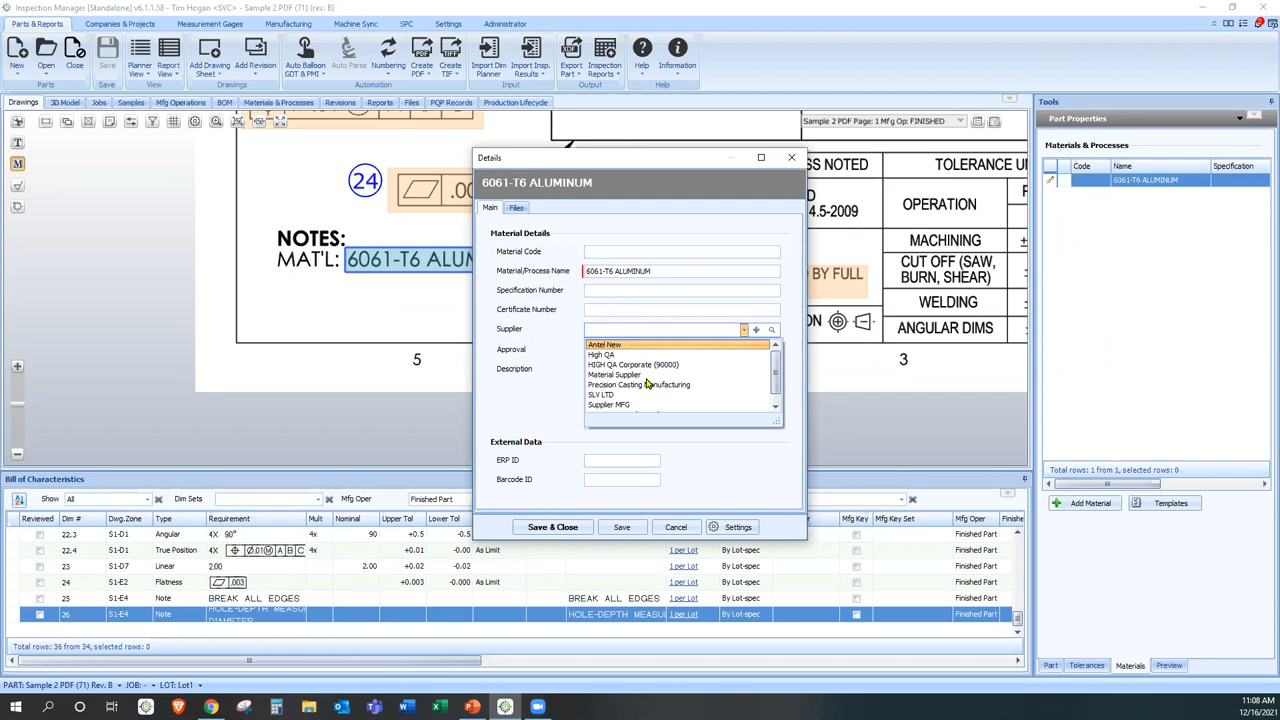 Inspection Manager [Standalone] v6.1.1.58 - Tim Hogan <SVC> - Sample 2 PDF (rev. B)
Parts & Reports Companies & Projects Measurement Gages Manufacturing Machine Sync SPC Settings Administrator
New Open Close Save Planner View Report View Add Drawing Sheet Add Revision Auto Balloon GDT & PMI Auto Parse Numbering Create PDF Create TIF Import Dim Planner Import Insp. Results Export Part Inspection Reports Help Information
Parts Save View Drawings Automation Input Output Help
Drawings 3D Model Jobs Samples Mfg Operations BOM Materials & Processes Revisions Reports Files PQP Records Production Lifecycle
Sample 2 PDF Page: 1 Mfg Op: FINISHED
T
M
24
.00
NOTES:
MAT'L: 6061-T6 ALUM
5
3
SS NOTED
TOLERANCE UN
D
4.5-2009
OPERATION
F
MACHINING
±
D BY FULL
CUT OFF (SAW,
BURN, SHEAR)
WELDING
ON
ANGULAR DIMS
Details
6061-T6 ALUMINUM
Main Files
Material Details
Material Code
Material/Process Name 6061-T6 ALUMINUM
Specification Number
Certificate Number
Supplier
Approval
Description
Antel New
High QA
HIGH QA Corporate (90000)
Material Supplier
Precision Casting Manufacturing
SLV LTD
Supplier MFG
External Data
ERP ID
Barcode ID
Save & Close Save Cancel Settings
Tools
Part Properties
Materials & Processes
Code Name Specification
6061-T6 ALUMINUM
Total rows: 1 from 1, selected rows: 0
Add Material Templates
Part Tolerances Materials Preview
Bill of Characteristics
Show All Dim Sets Mfg Oper Finished Part
Reviewed Dim # Dwg.Zone Type Requirement Mult Nominal Upper Tol Lower Tol Mfg Key Mfg Key Set Mfg Oper Finishe
22.3 S1-D1 Angular 4X 90° 4x 90 +0.5 -0.5 1 per Lot By Lot-spec Finished Part
22.4 S1-D1 True Position 4X Ø.01Ⓜ A B C 4x +0.01 -0.00 As Limit 1 per Lot By Lot-spec Finished Part
23 S1-D7 Linear 2.00 2.00 +0.02 -0.02 1 per Lot By Lot-spec Finished Part
24 S1-E2 Flatness .003 +0.003 -0.000 As Limit 1 per Lot By Lot-spec Finished Part
25 S1-E4 Note BREAK ALL EDGES BREAK ALL EDGES 1 per Lot By Lot-spec Finished Part
26 S1-E4 Note HOLE-DEPTH MEASU DIAMETER HOLE-DEPTH MEASU 1 per Lot By Lot-spec Finished Part
Total rows: 36 from 34, selected rows: 0
PART: Sample 2 PDF (71) Rev. B JOB: - LOT: Lot1
11:08 AM
12/16/2021